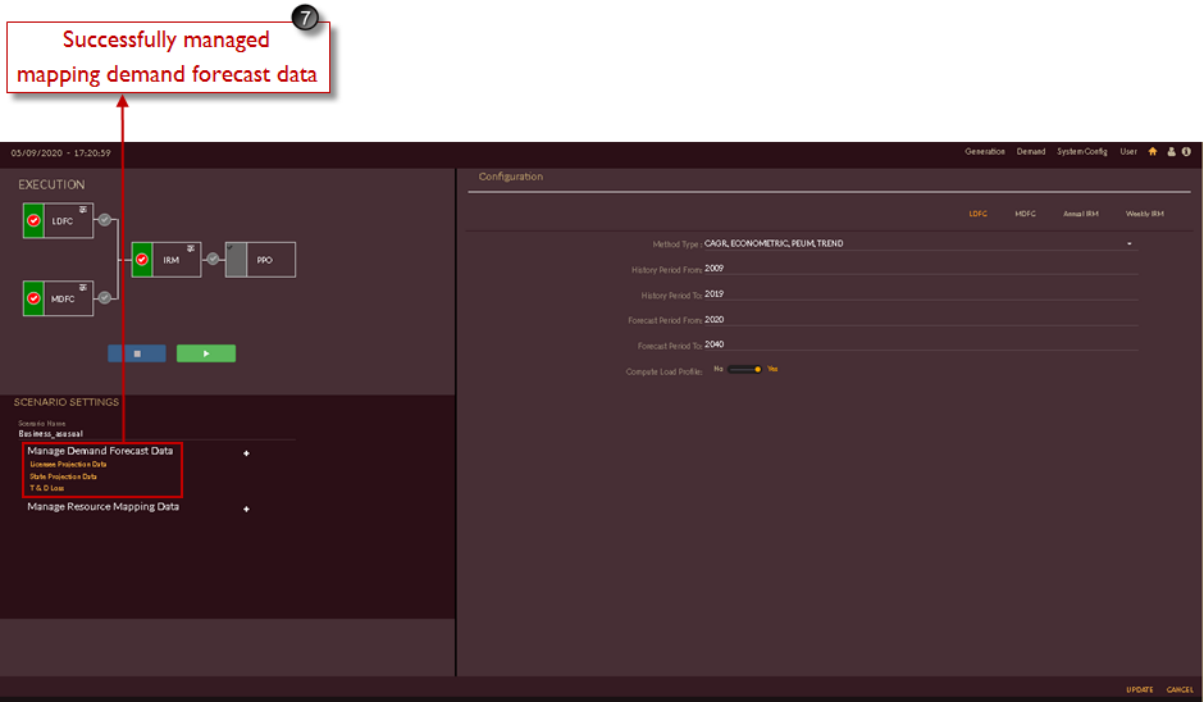 7
Successfully managed
mapping demand forecast data
05/09/2020 - 17:20:59
Generation Demand System Config User
EXECUTION
LDFC
IRM
PPO
MDFC
SCENARIO SETTINGS
Scenario Name
Business_asusual
Manage Demand Forecast Data
Licensee Projection Data
State Projection Data
T & D Loss
Manage Resource Mapping Data
Configuration
LDFC MDFC Annual IRM Weekly IRM
Method Type: CAGR, ECONOMETRIC, PEUM, TREND
History Period From: 2009
History Period To: 2019
Forecast Period From: 2020
Forecast Period To: 2040
Compute Load Profile: No Yes
UPDATE CANCEL